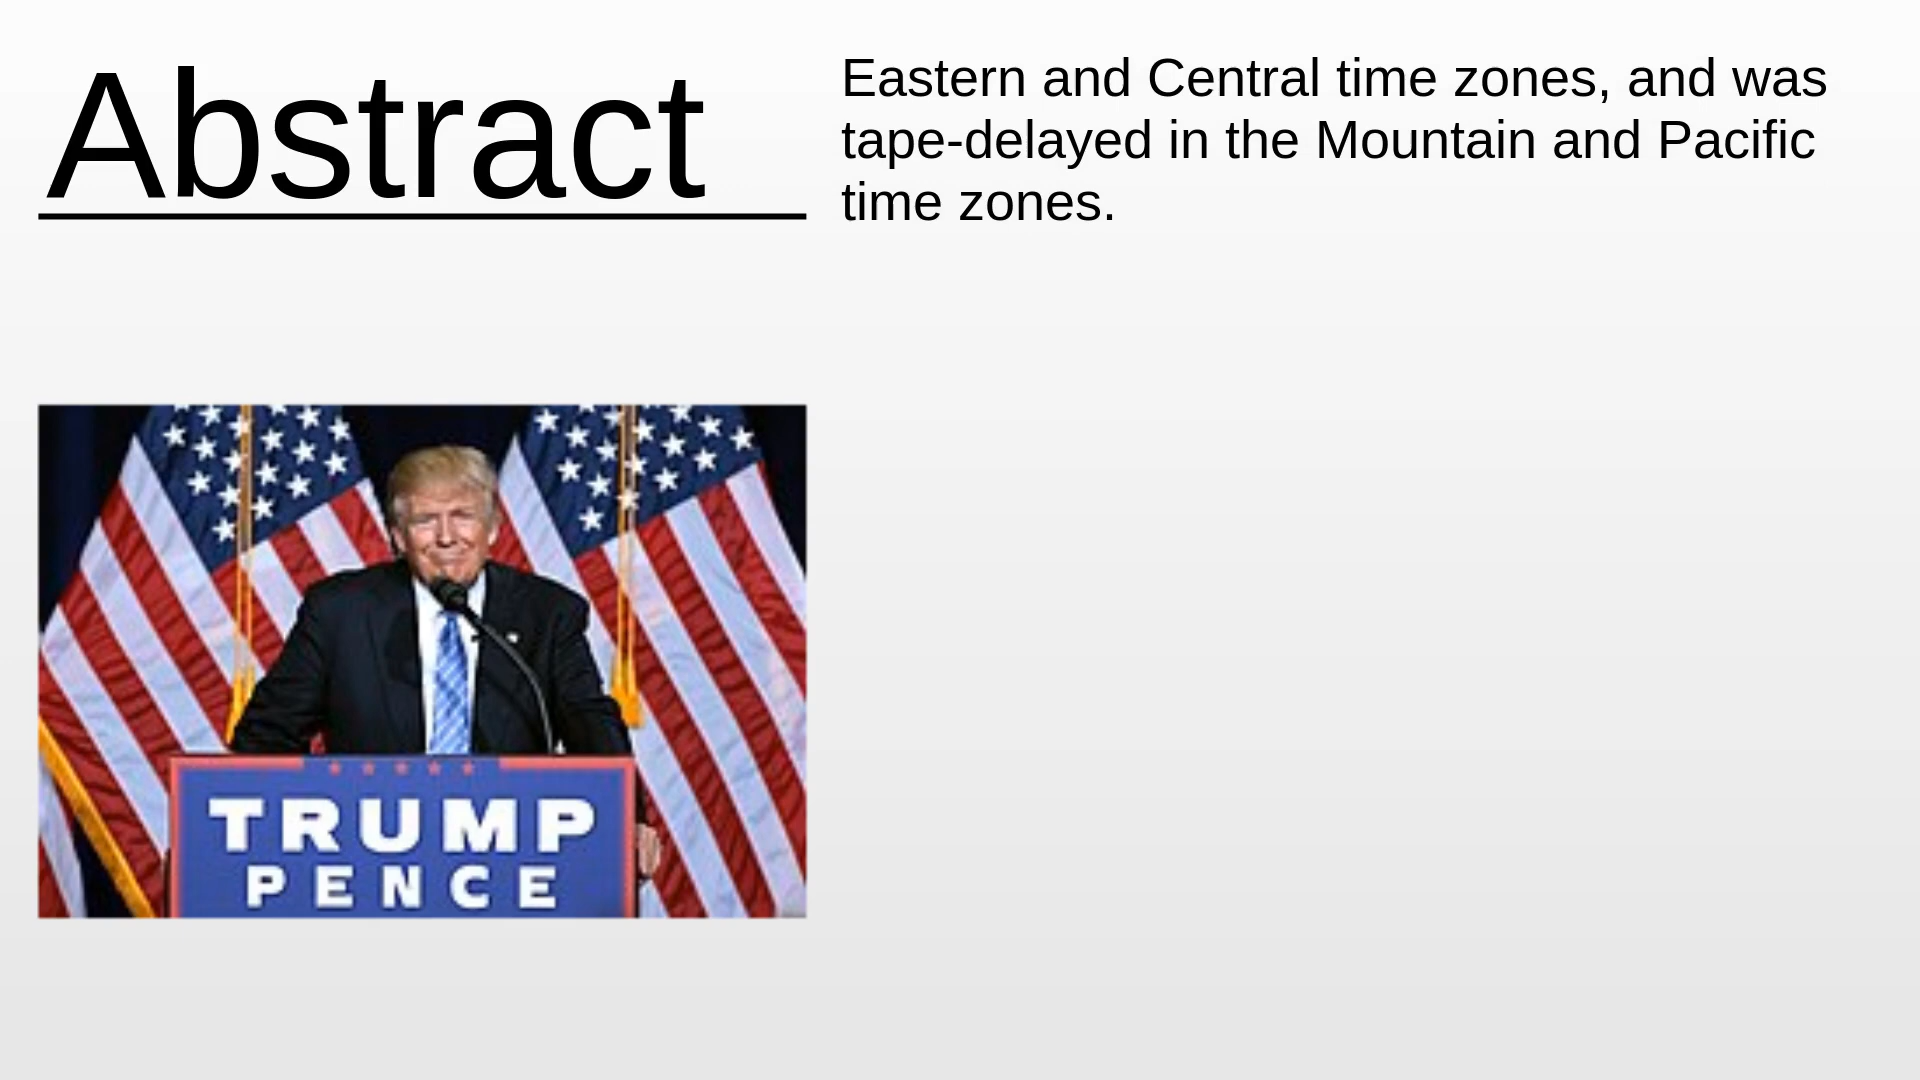 Abstract
Eastern and Central time zones, and was
tape-delayed in the Mountain and Pacific
time zones.
TRUMP
PENCE